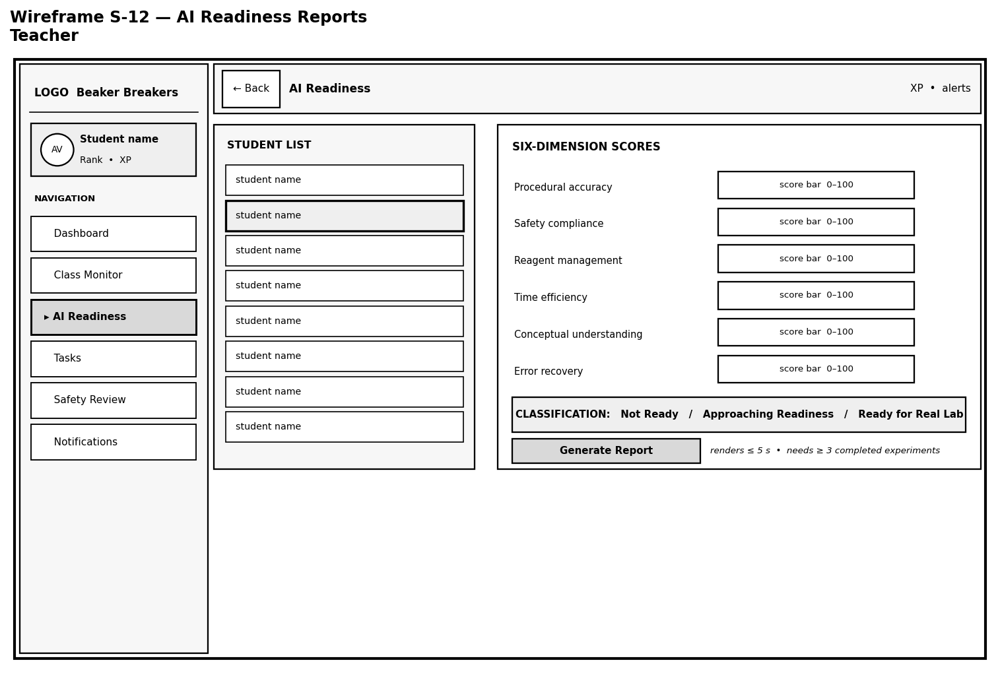 Wireframe S-12 — AI Readiness Reports
Teacher
LOGO  Beaker Breakers
AV
Student name
Rank  •  XP
NAVIGATION
Dashboard
Class Monitor
▸ AI Readiness
Tasks
Safety Review
Notifications
← Back
AI Readiness
XP  •  alerts
STUDENT LIST
student name
student name
student name
student name
student name
student name
student name
student name
SIX-DIMENSION SCORES
Procedural accuracy
score bar  0–100
Safety compliance
score bar  0–100
Reagent management
score bar  0–100
Time efficiency
score bar  0–100
Conceptual understanding
score bar  0–100
Error recovery
score bar  0–100
CLASSIFICATION:   Not Ready   /   Approaching Readiness   /   Ready for Real Lab
Generate Report
renders ≤ 5 s  •  needs ≥ 3 completed experiments